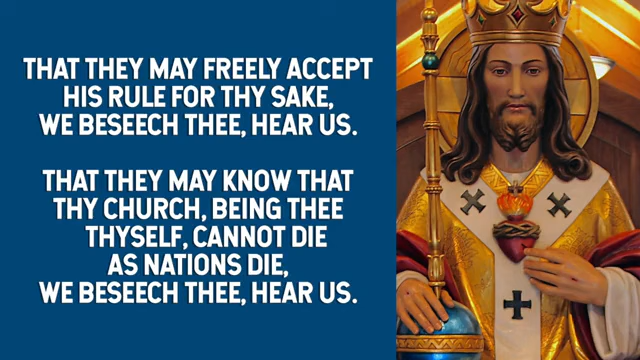 THAT THEY MAY FREELY ACCEPT
HIS RULE FOR THY SAKE,
WE BESEECH THEE, HEAR US.
THAT THEY MAY KNOW THAT
THY CHURCH, BEING THEE
THYSELF, CANNOT DIE
AS NATIONS DIE,
WE BESEECH THEE, HEAR US.